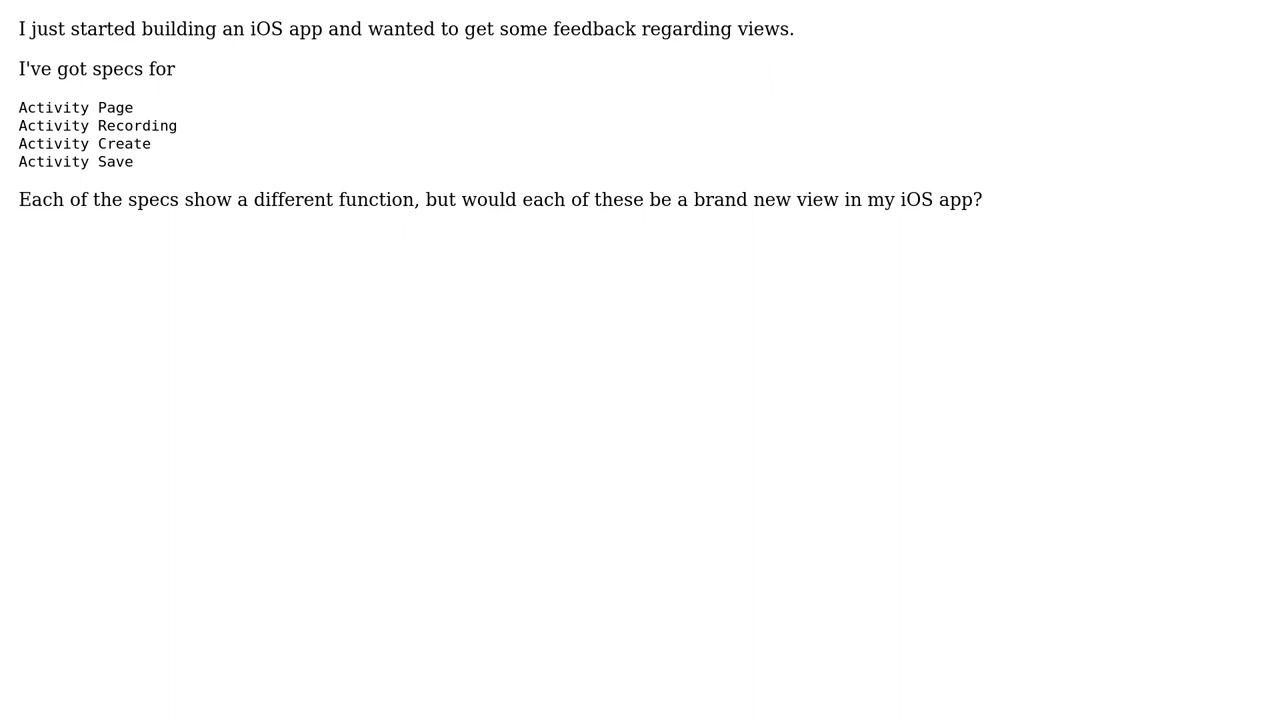 I just started building an iOS app and wanted to get some feedback regarding views.
I've got specs for
Activity Page
Activity Recording
Activity Create
Activity Save
Each of the specs show a different function, but would each of these be a brand new view in my iOS app?